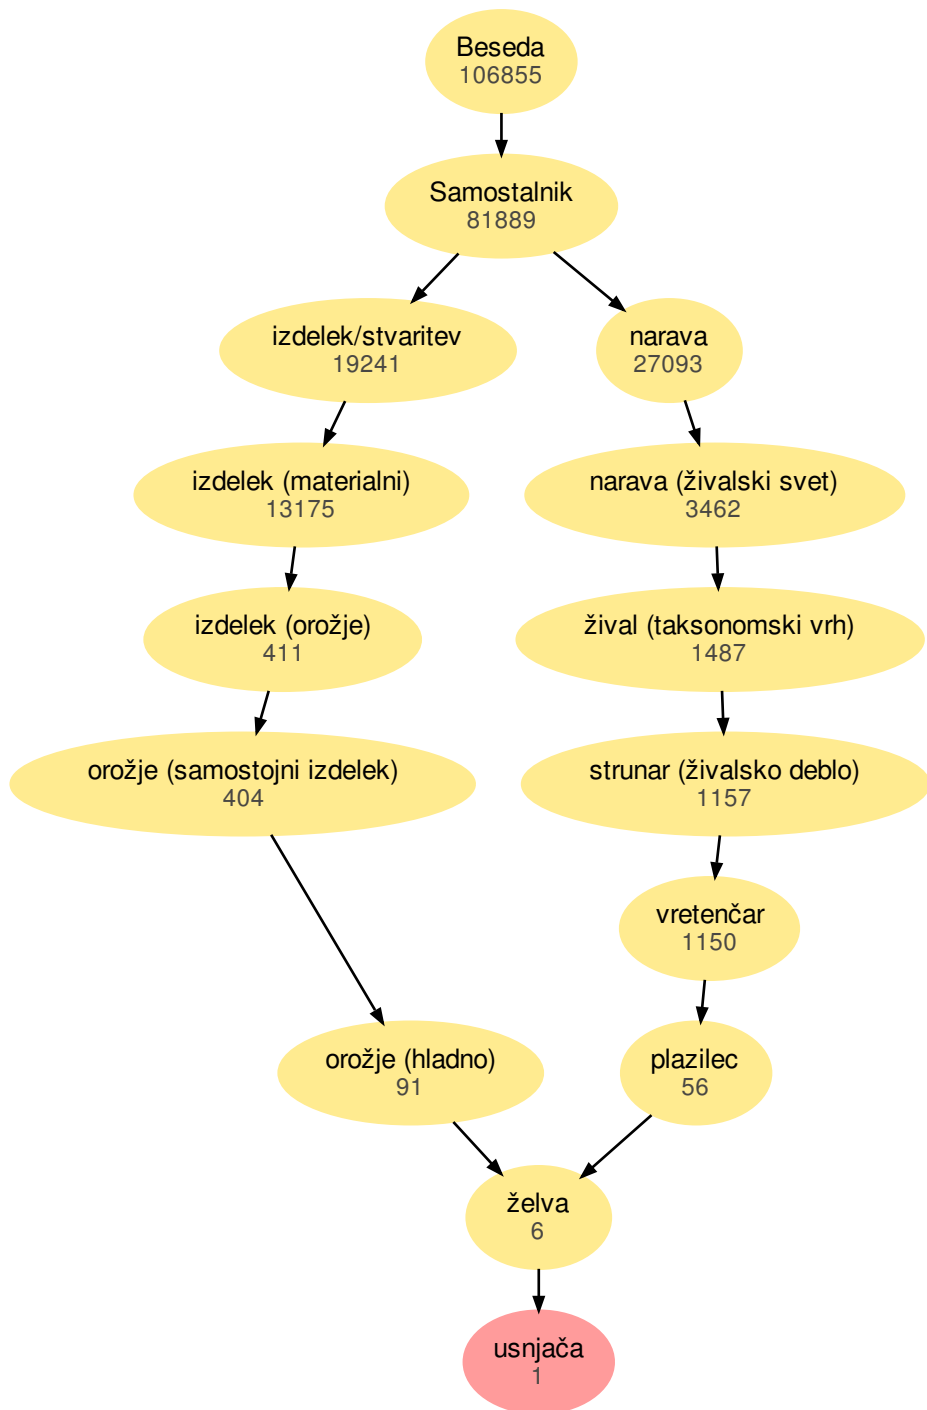 Beseda
106855
Samostalnik
81889
izdelek/stvaritev
19241
narava
27093
izdelek (materialni)
13175
narava (živalski svet)
3462
izdelek (orožje)
411
žival (taksonomski vrh)
1487
orožje (samostojni izdelek)
404
strunar (živalsko deblo)
1157
vretenčar
1150
orožje (hladno)
91
plazilec
56
želva
6
usnjača
1